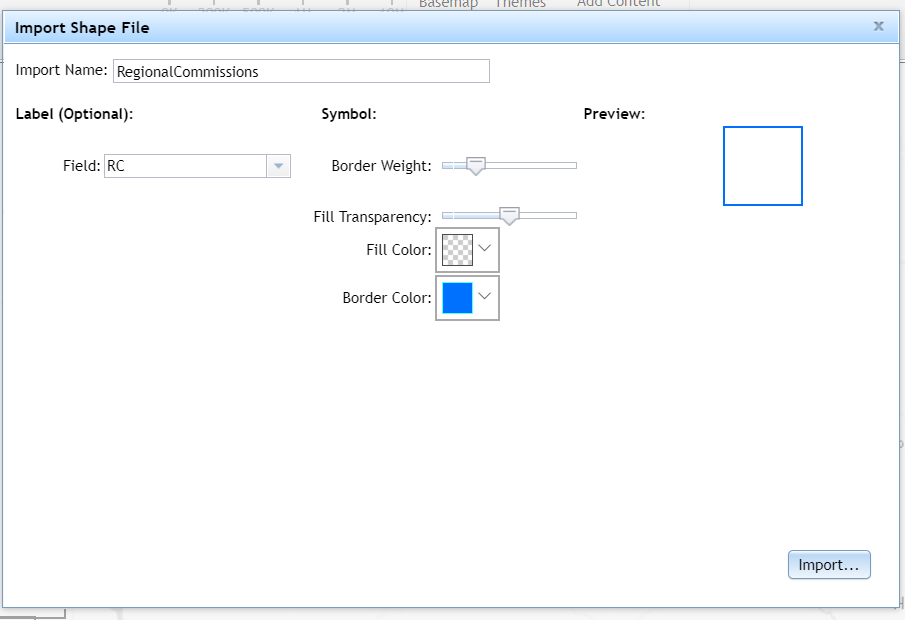 Basemap Themes Add Content
Import Shape File
Import Name: RegionalCommissions
Label (Optional): Symbol: Preview:
Field: RC Border Weight:
Fill Transparency:
Fill Color:
Border Color:
Import...